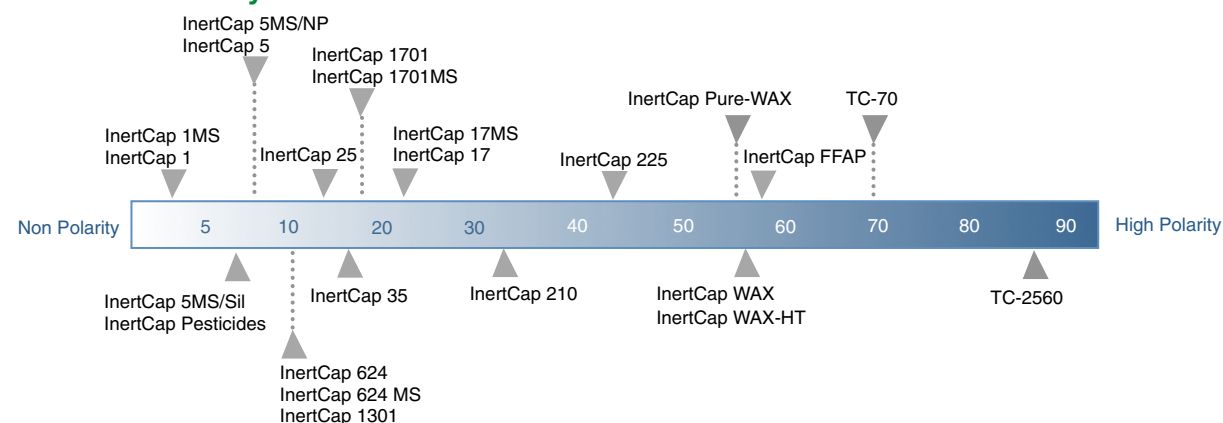 InertCap 5MS/NP
InertCap 5
InertCap 1701
InertCap 1701MS
InertCap Pure-WAX
TC-70
InertCap 1MS
InertCap 1
InertCap 25
InertCap 17MS
InertCap 17
InertCap 225
InertCap FFAP
Non Polarity
5
10
20
30
40
50
60
70
80
90
High Polarity
InertCap 5MS/Sil
InertCap Pesticides
InertCap 35
InertCap 210
InertCap WAX
InertCap WAX-HT
TC-2560
InertCap 624
InertCap 624 MS
InertCap 1301